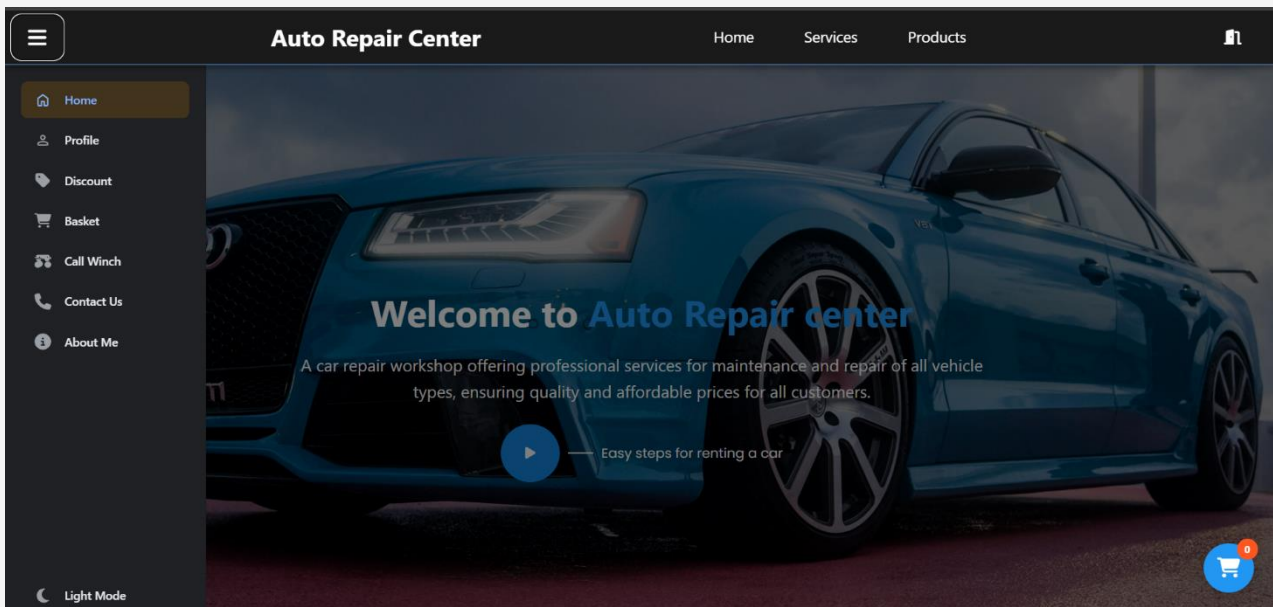 Auto Repair Center
Home
Services
Products
Home
Profile
Discount
Basket
Call Winch
Contact Us
About Me
Light Mode
Welcome to Auto Repair center
A car repair workshop offering professional services for maintenance and repair of all vehicle
types, ensuring quality and affordable prices for all customers.
Easy steps for renting a car
0